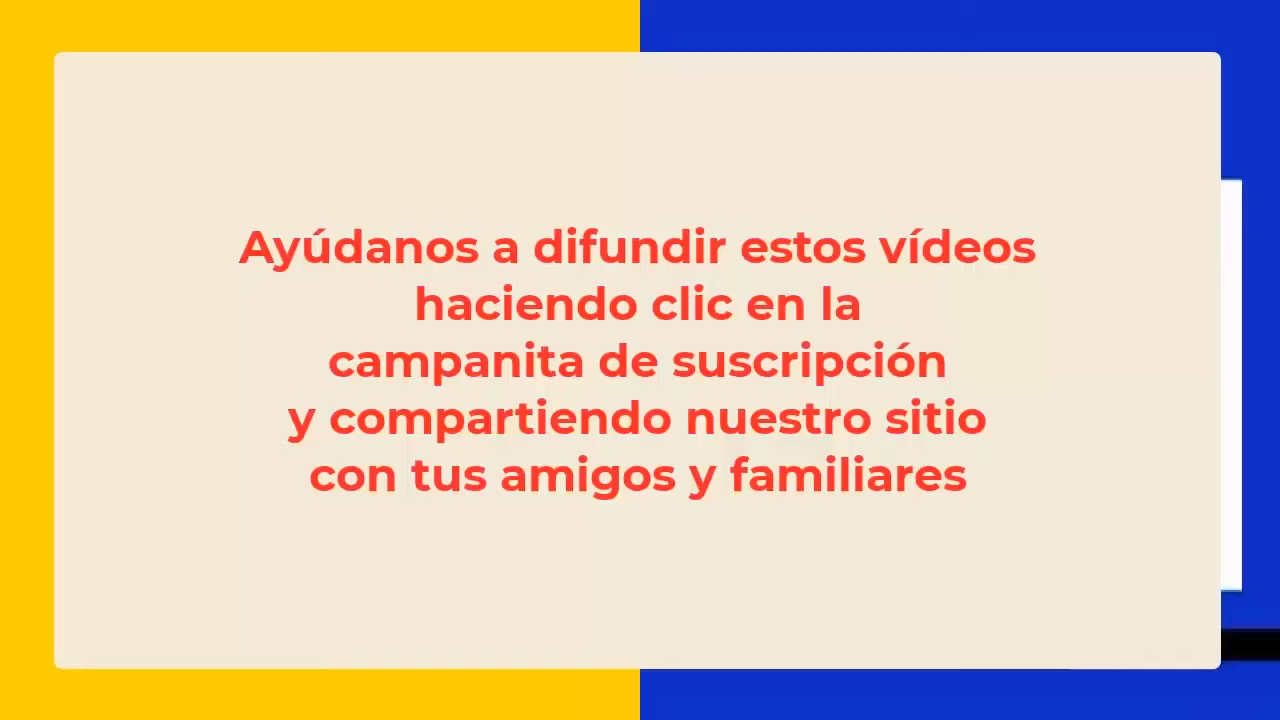 Ayúdanos a difundir estos vídeos
haciendo clic en la
campanita de suscripción
y compartiendo nuestro sitio
con tus amigos y familiares